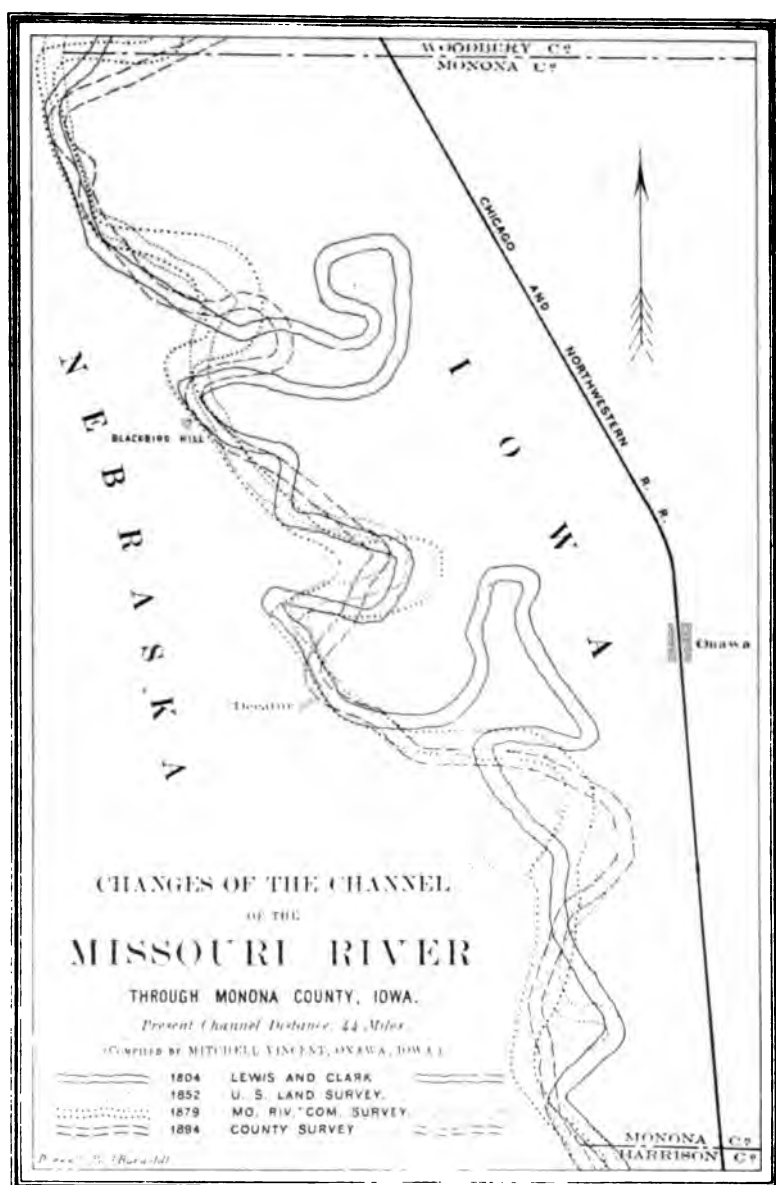 WOODBURY Co.
MONONA Co.
CHICAGO AND NORTHWESTERN R. R.
NEBRASKA
IOWA
BLACKBIRD HILL
Onawa
Decatur
CHANGES OF THE CHANNEL
OF THE
MISSOURI RIVER
THROUGH MONONA COUNTY, IOWA.
Present Channel Distance, 44 Miles.
(COMPILED BY MITCHELL VINCENT, ONAWA, IOWA.)
1804 LEWIS AND CLARK
1852 U. S. LAND SURVEY.
1879 MO. RIV. COM. SURVEY.
1894 COUNTY SURVEY
MONONA Co.
HARRISON Co.